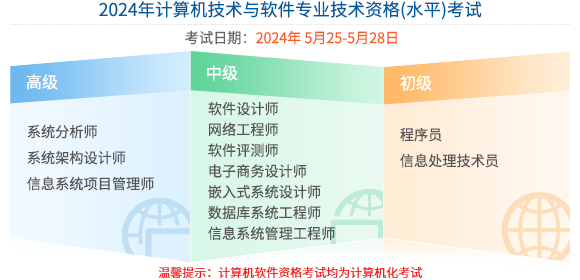 2024年计算机技术与软件专业技术资格(水平)考试
考试日期：2024年 5月25-5月28日
高级
系统分析师
系统架构设计师
信息系统项目管理师
中级
软件设计师
网络工程师
软件评测师
电子商务设计师
嵌入式系统设计师
数据库系统工程师
信息系统管理工程师
初级
程序员
信息处理技术员
温馨提示：计算机软件资格考试均为计算机化考试